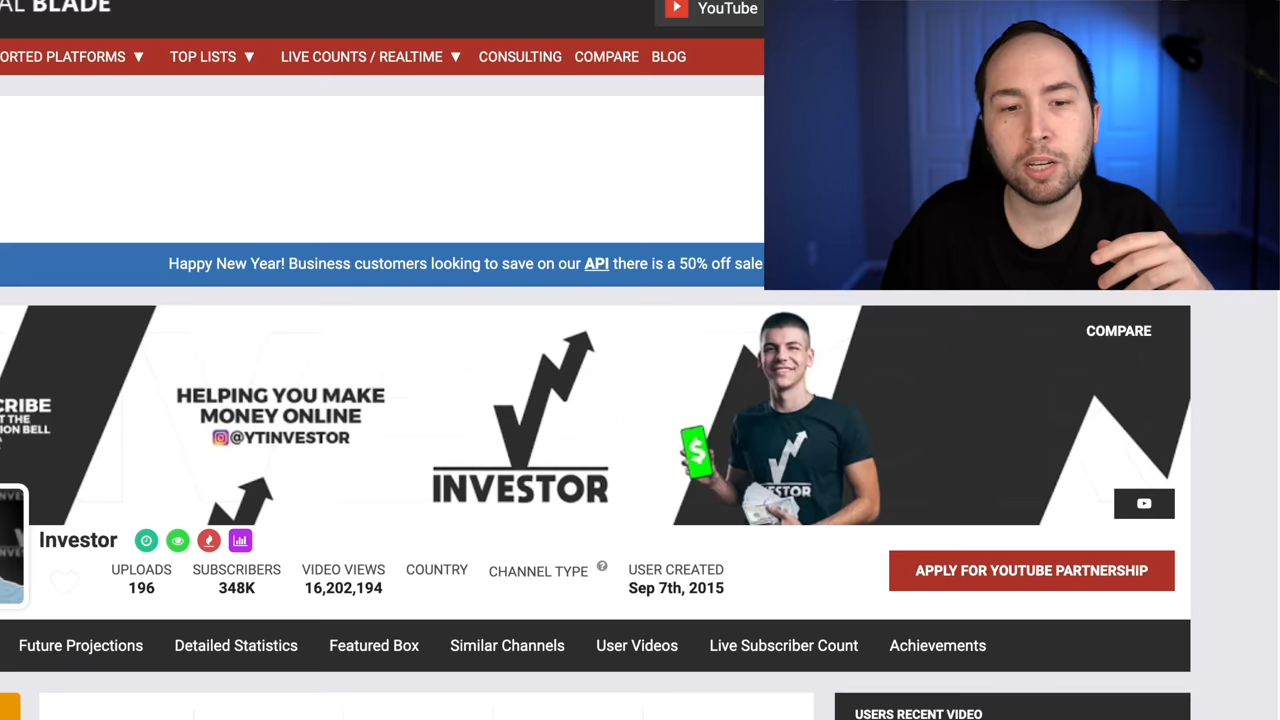 AL BLADE
YouTube
ORTED PLATFORMS ▼ TOP LISTS ▼ LIVE COUNTS / REALTIME ▼ CONSULTING COMPARE BLOG
Happy New Year! Business customers looking to save on our API there is a 50% off sale
COMPARE
CRIBE
T THE
ION BELL
HELPING YOU MAKE
MONEY ONLINE
@YTINVESTOR
INVESTOR
$
STOR
Investor
UPLOADS SUBSCRIBERS VIDEO VIEWS COUNTRY CHANNEL TYPE ? USER CREATED
196 348K 16,202,194 Sep 7th, 2015
APPLY FOR YOUTUBE PARTNERSHIP
Future Projections Detailed Statistics Featured Box Similar Channels User Videos Live Subscriber Count Achievements
USERS RECENT VIDEO